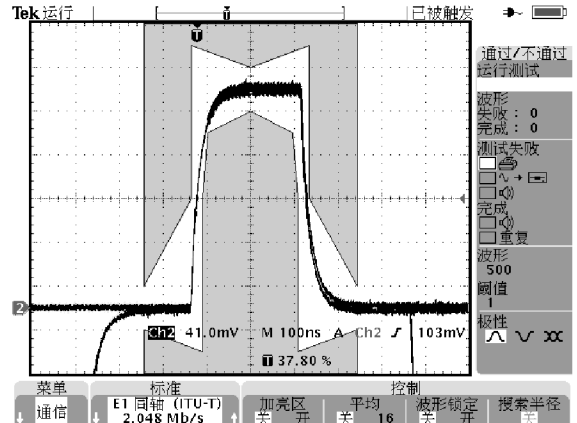 Tek 运行
已被触发
T
通过/不通过
运行测试
波形
失败: 0
完成: 0
测试失败
完成
重复
波形
500
阈值
1
极性
2
Ch2 41.0mV M 100ns A Ch2 103mV
T 37.80 %
菜单
通信
标准
E1 同轴 (ITU-T)
2.048 Mb/s
控制
加亮区
关 开
平均
关 16
波形锁定
关 开
搜索半径
关